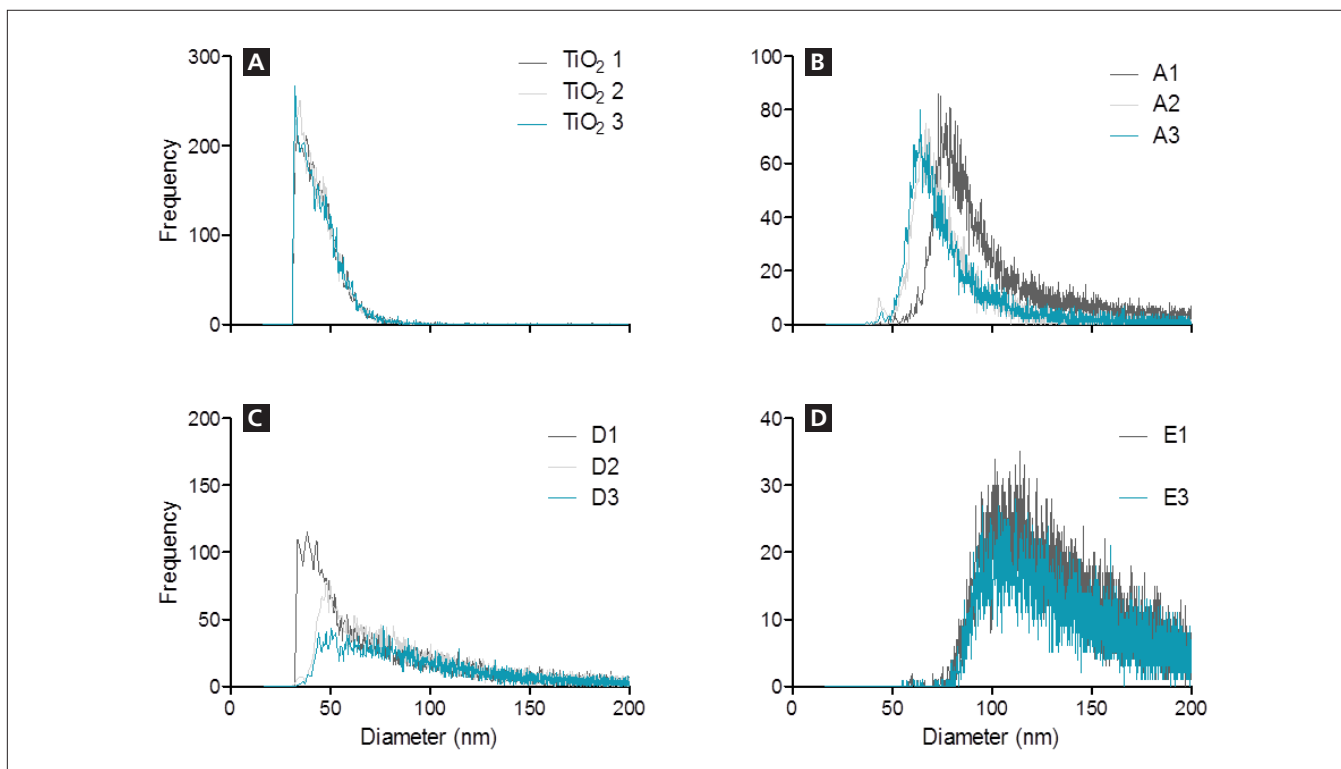 A
TiO₂ 1
TiO₂ 2
TiO₂ 3
Frequency
300
200
100
0
B
A1
A2
A3
100
80
60
40
20
0
C
D1
D2
D3
Frequency
200
150
100
50
0
0 50 100 150 200
Diameter (nm)
D
E1
E3
40
30
20
10
0
0 50 100 150 200
Diameter (nm)